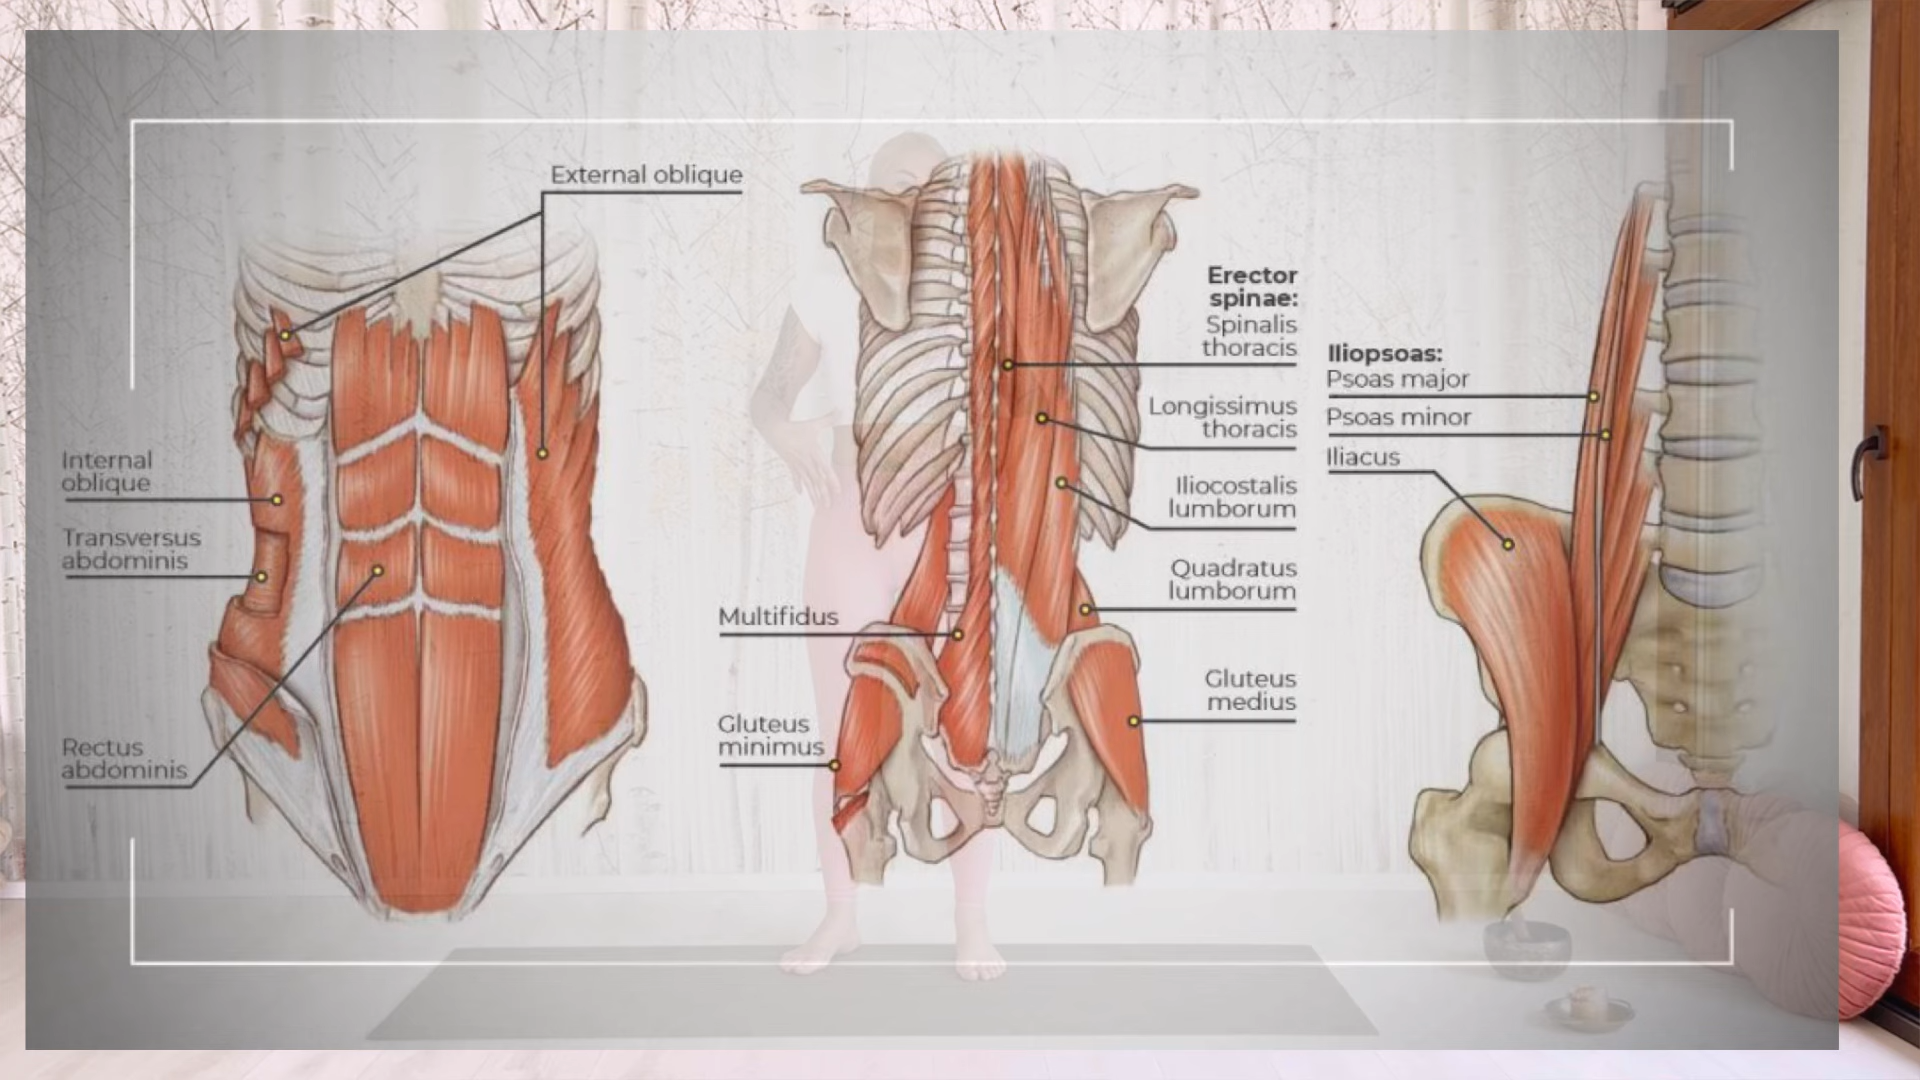 External oblique
Internal
oblique
Transversus
abdominis
Rectus
abdominis
Erector
spinae:
Spinalis
thoracis
Longissimus
thoracis
Iliocostalis
lumborum
Quadratus
lumborum
Multifidus
Gluteus
medius
Gluteus
minimus
Iliopsoas:
Psoas major
Psoas minor
Iliacus